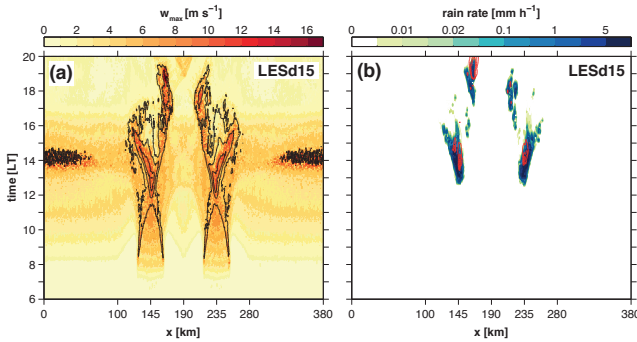 w_max [m s⁻¹]
0 2 4 6 8 10 12 14 16
rain rate [mm h⁻¹]
0.01 0.02 0.1 1 5
(a) LESd15
(b) LESd15
time [LT]
20
18
16
14
12
10
8
6
0 100 145 190 235 280 380
x [km]
0 100 145 190 235 280 380
x [km]